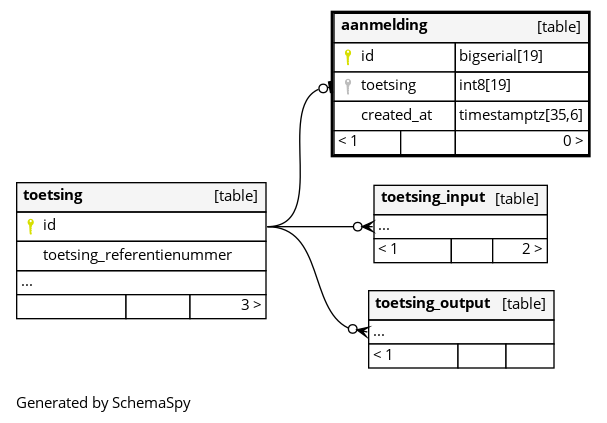 aanmelding [table]
id bigserial[19]
toetsing int8[19]
created_at timestamptz[35,6]
< 1 0 >
toetsing [table]
id
toetsing_referentienummer
...
3 >
toetsing_input [table]
...
< 1 2 >
toetsing_output [table]
...
< 1
Generated by SchemaSpy